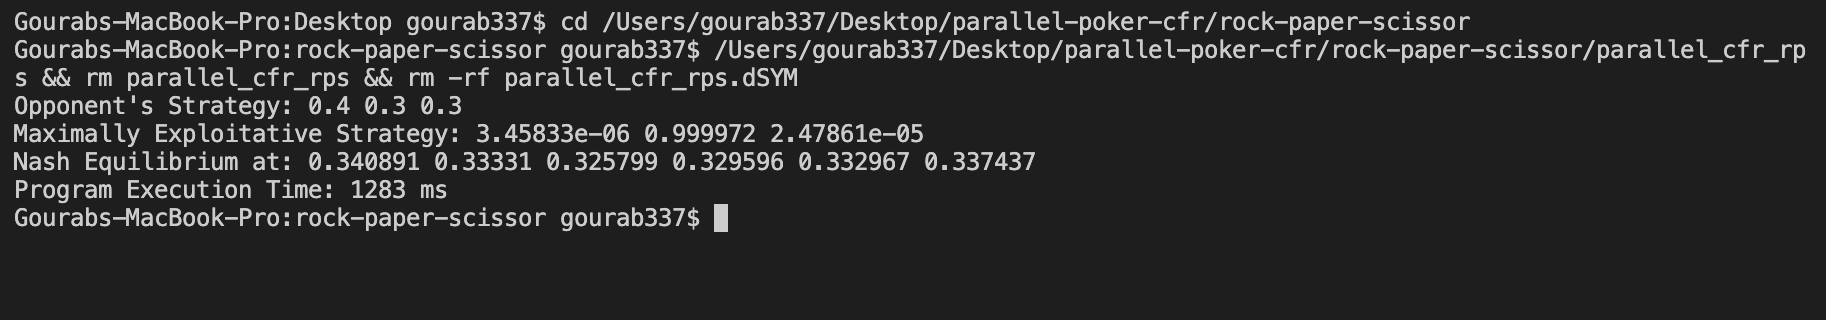 Gourabs-MacBook-Pro:Desktop gourab337$ cd /Users/gourab337/Desktop/parallel-poker-cfr/rock-paper-scissor
Gourabs-MacBook-Pro:rock-paper-scissor gourab337$ /Users/gourab337/Desktop/parallel-poker-cfr/rock-paper-scissor/parallel_cfr_rp
s && rm parallel_cfr_rps && rm -rf parallel_cfr_rps.dSYM
Opponent's Strategy: 0.4 0.3 0.3
Maximally Exploitative Strategy: 3.45833e-06 0.999972 2.47861e-05
Nash Equilibrium at: 0.340891 0.33331 0.325799 0.329596 0.332967 0.337437
Program Execution Time: 1283 ms
Gourabs-MacBook-Pro:rock-paper-scissor gourab337$